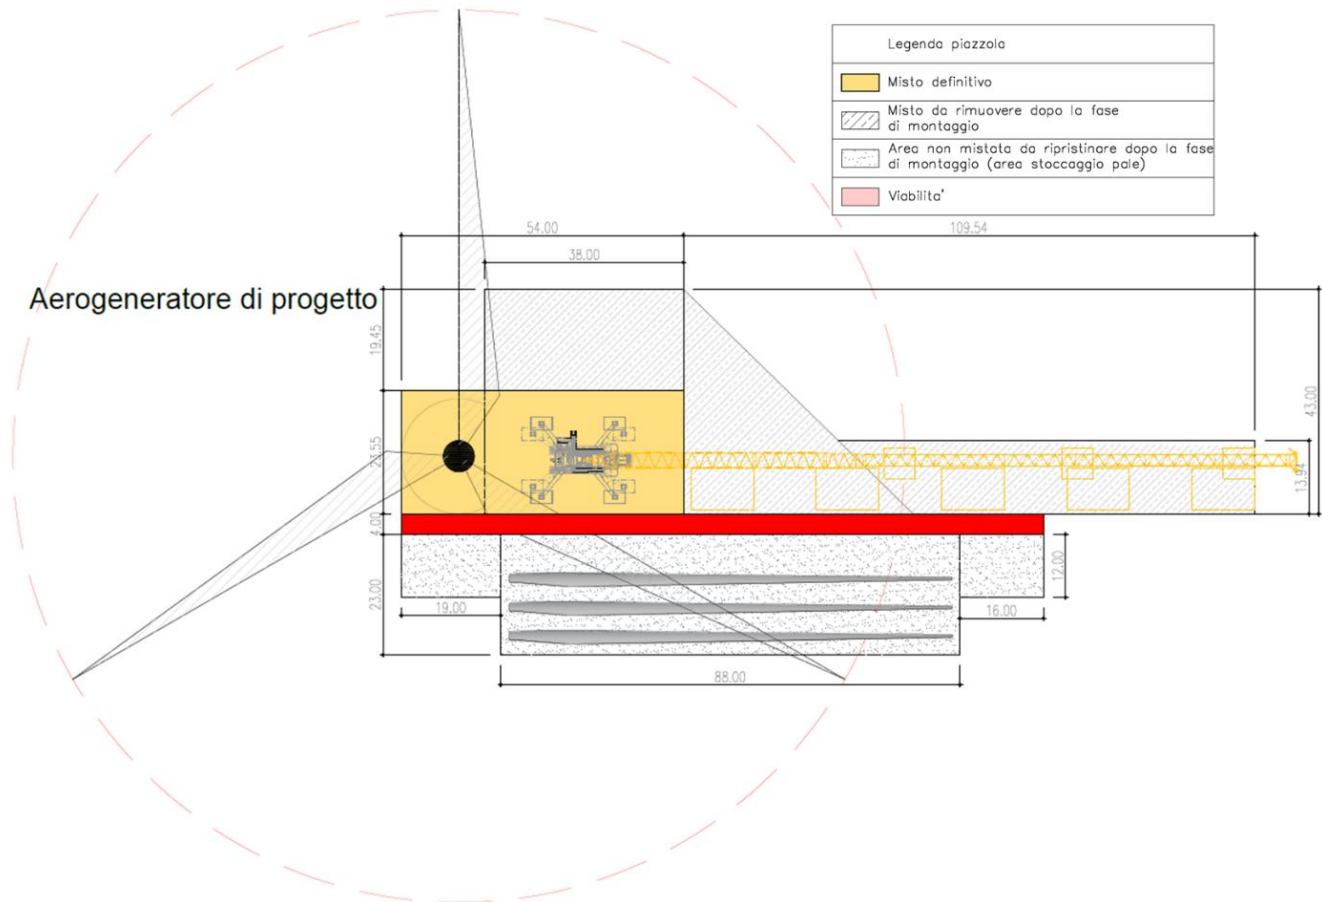 Legenda piazzola
Misto definitivo
Misto da rimuovere dopo la fase
di montaggio
Area non mistata da ripristinare dopo la fase
di montaggio (area stoccaggio pale)
Viabilita'
54.00
109.54
38.00
Aerogeneratore di progetto
19.45
43.00
23.55
13.94
4.00
23.00
12.00
19.00
16.00
88.00